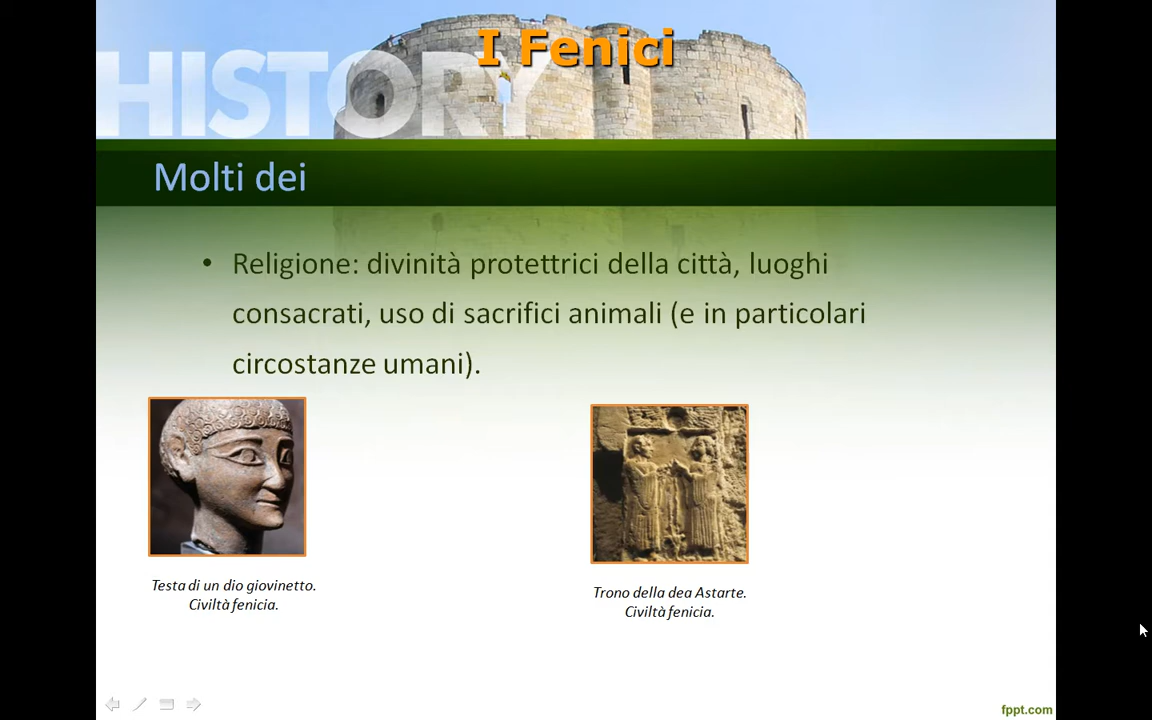 HISTORY
I Fenici
Molti dei
• Religione: divinità protettrici della città, luoghi
consacrati, uso di sacrifici animali (e in particolari
circostanze umani).
Testa di un dio giovinetto.
Civiltà fenicia.
Trono della dea Astarte.
Civiltà fenicia.
fppt.com